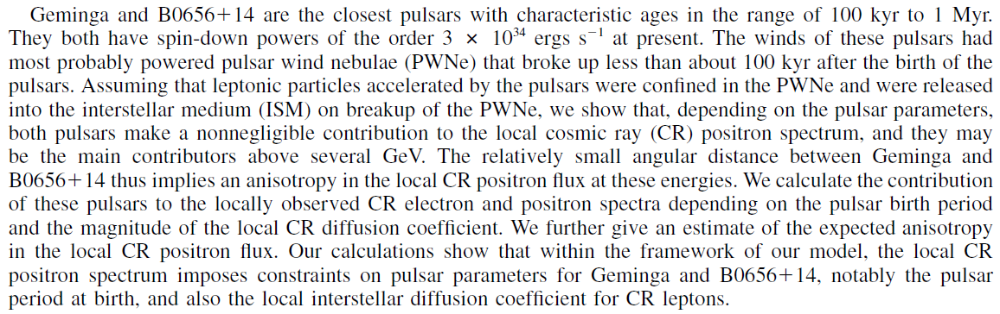 Geminga and B0656+14 are the closest pulsars with characteristic ages in the range of 100 kyr to 1 Myr.
They both have spin-down powers of the order 3 × 10³⁴ ergs s⁻¹ at present. The winds of these pulsars had
most probably powered pulsar wind nebulae (PWNe) that broke up less than about 100 kyr after the birth of the
pulsars. Assuming that leptonic particles accelerated by the pulsars were confined in the PWNe and were released
into the interstellar medium (ISM) on breakup of the PWNe, we show that, depending on the pulsar parameters,
both pulsars make a nonnegligible contribution to the local cosmic ray (CR) positron spectrum, and they may
be the main contributors above several GeV. The relatively small angular distance between Geminga and
B0656+14 thus implies an anisotropy in the local CR positron flux at these energies. We calculate the contribution
of these pulsars to the locally observed CR electron and positron spectra depending on the pulsar birth period
and the magnitude of the local CR diffusion coefficient. We further give an estimate of the expected anisotropy
in the local CR positron flux. Our calculations show that within the framework of our model, the local CR
positron spectrum imposes constraints on pulsar parameters for Geminga and B0656+14, notably the pulsar
period at birth, and also the local interstellar diffusion coefficient for CR leptons.